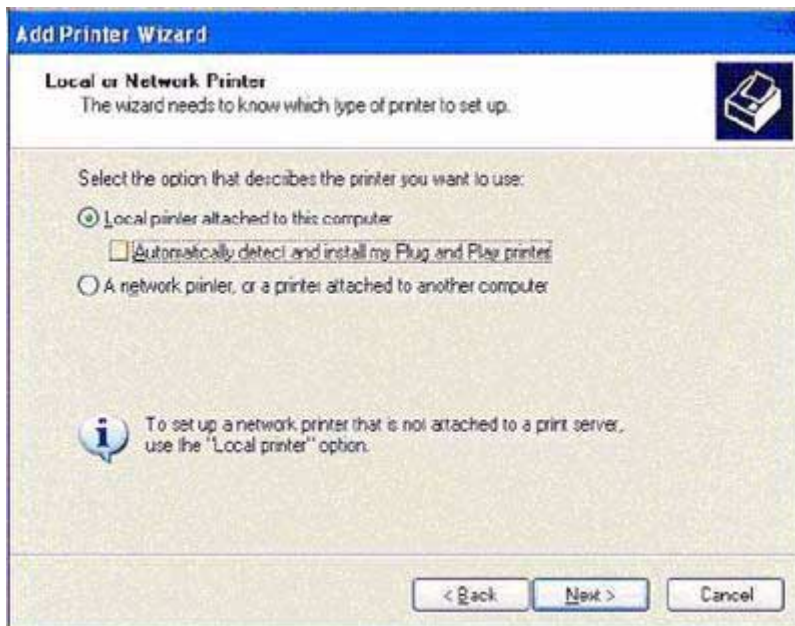 Add Printer Wizard
Local or Network Printer
The wizard needs to know which type of printer to set up.
Select the option that describes the printer you want to use:
Local printer attached to this computer
Automatically detect and install my Plug and Play printer
A network printer, or a printer attached to another computer
To set up a network printer that is not attached to a print server,
use the "Local printer" option.
< Back Next > Cancel